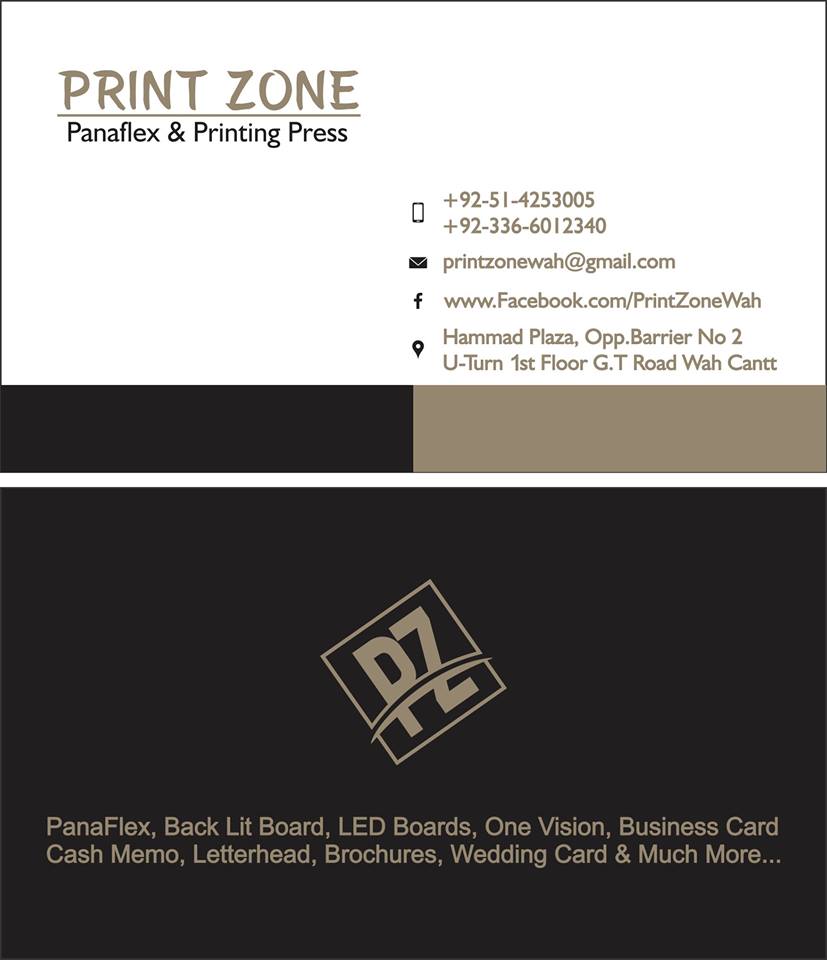 PRINT ZONE
Panaflex & Printing Press
+92-51-4253005
+92-336-6012340
printzonewah@gmail.com
www.Facebook.com/PrintZoneWah
Hammad Plaza, Opp.Barrier No 2
U-Turn 1st Floor G.T Road Wah Cantt
PZ
PanaFlex, Back Lit Board, LED Boards, One Vision, Business Card
Cash Memo, Letterhead, Brochures, Wedding Card & Much More...